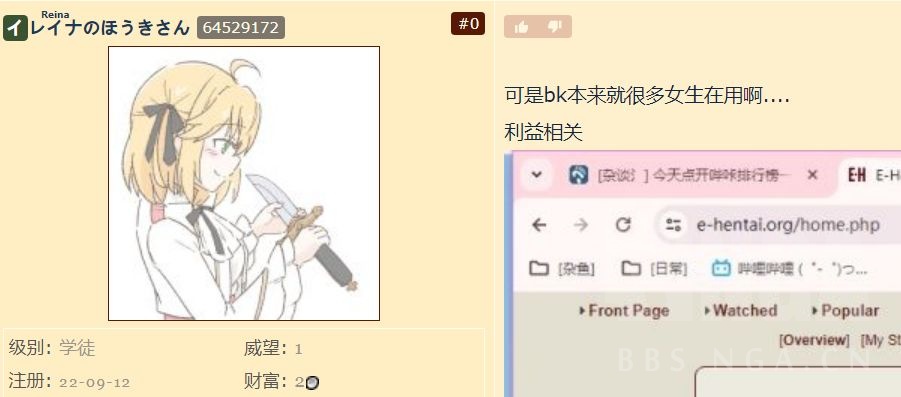 Reina
イ レイナのほうきさん 64529172
#0
级别: 学徒
威望: 1
注册: 22-09-12
财富: 2
可是bk本来就很多女生在用啊....
利益相关
[杂谈] 今天点开哔咔排行榜
E-H E-H
e-hentai.org/home.php
[杂鱼] [日常] 哔哩哔哩 ( ゜- ゜)つ...
Front Page Watched Popular
[Overview] [My St
BBS.NGA.CN